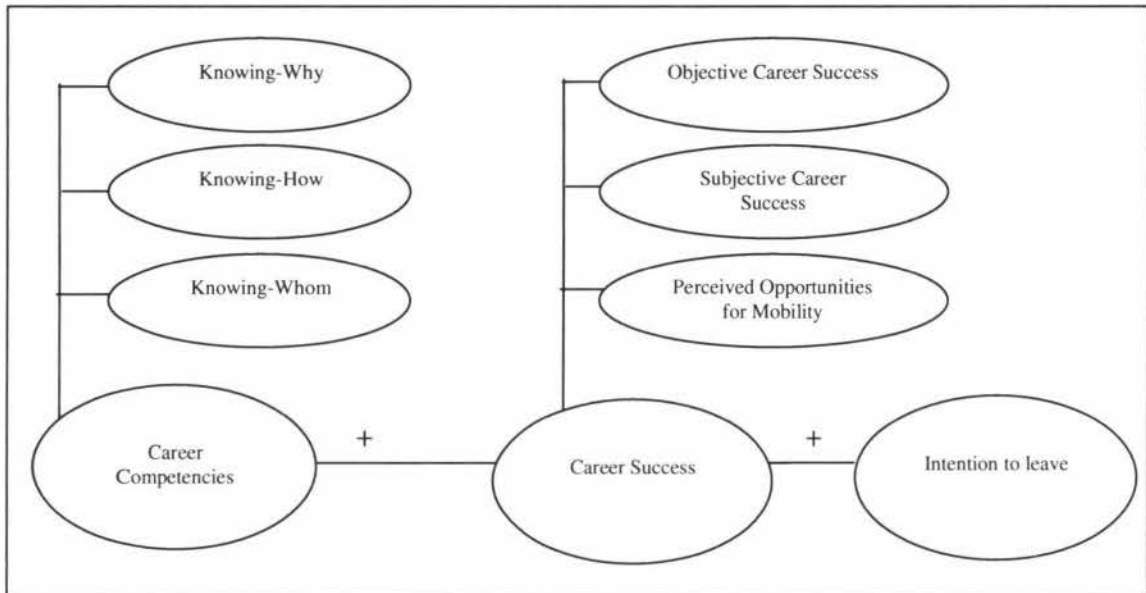 Knowing-Why
Knowing-How
Knowing-Whom
Objective Career Success
Subjective Career
Success
Perceived Opportunities
for Mobility
Career
Competencies
+
Career Success
+
Intention to leave